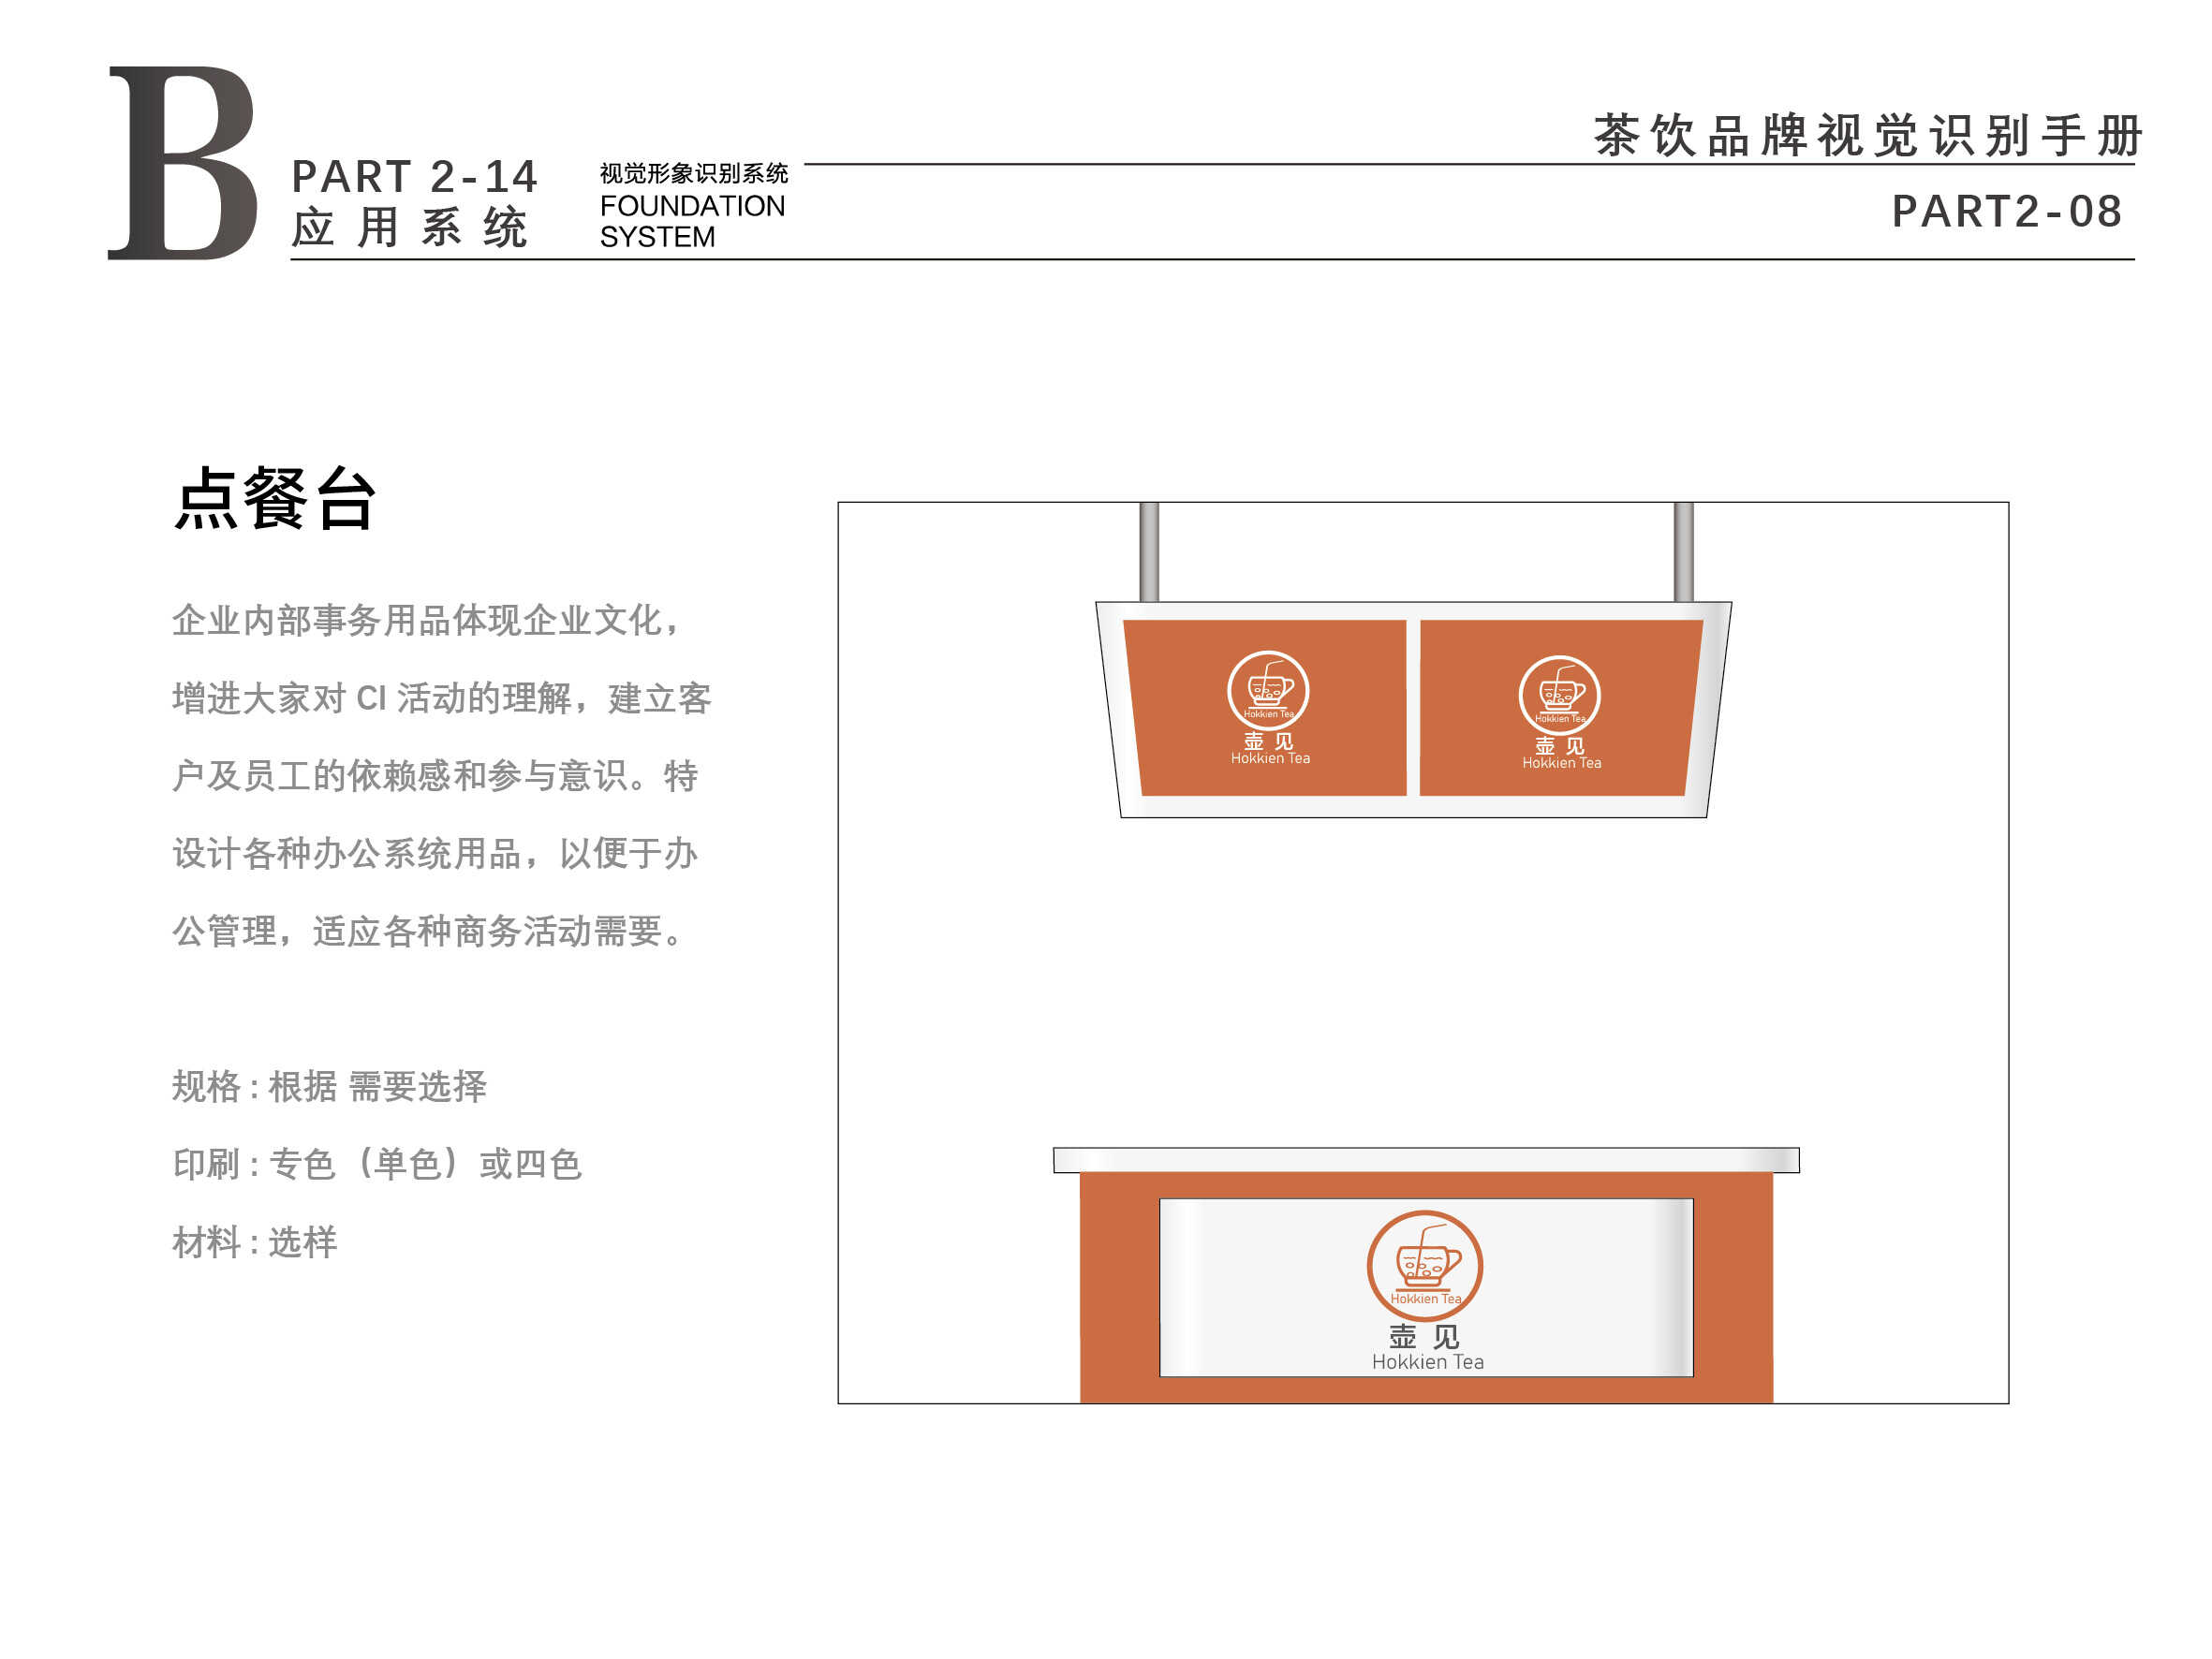 B
PART 2-14
应用系统
视觉形象识别系统
FOUNDATION
SYSTEM
茶饮品牌视觉识别手册
PART2-08
点餐台
企业内部事务用品体现企业文化，
增进大家对 CI 活动的理解，建立客
户及员工的依赖感和参与意识。特
设计各种办公系统用品，以便于办
公管理，适应各种商务活动需要。
规格 : 根据 需要选择
印刷 : 专色（单色）或四色
材料 : 选样
Hokkien Tea
壶见
Hokkien Tea
Hokkien Tea
壶见
Hokkien Tea
Hokkien Tea
壶见
Hokkien Tea